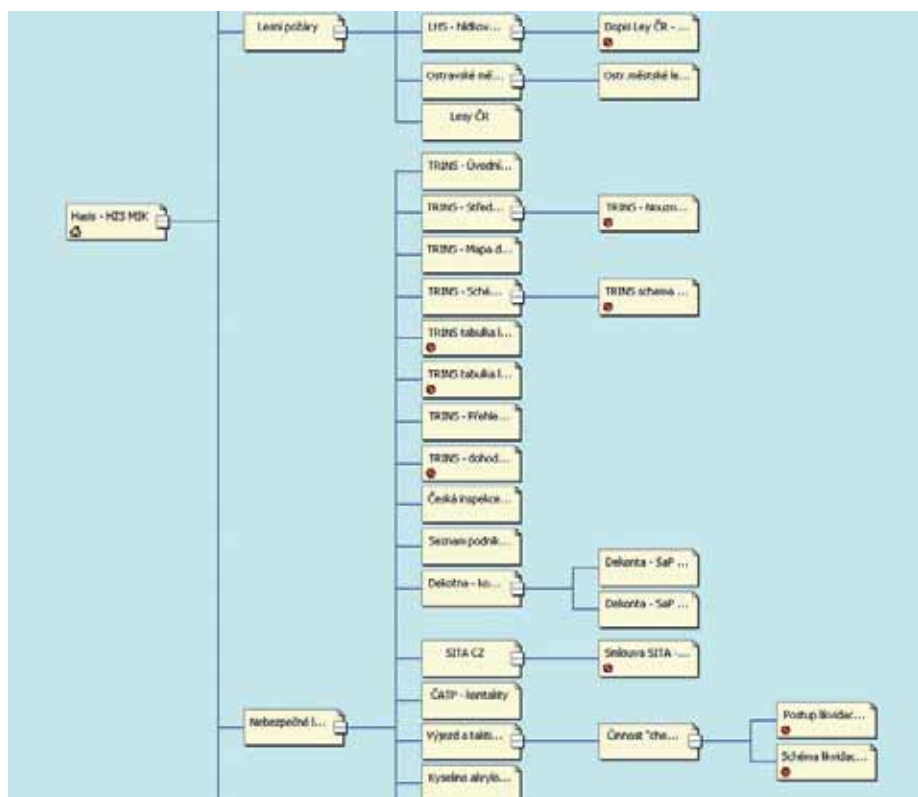 Lesní požáry
LHS - hlídkov...
Dopis Lesy ČR - ...
Ostravské mě...
Ostr.městské le...
Lesy ČR
TRINS - Úvodní...
Hasis - HZS MSK
TRINS - Střed...
TRINS - Nouzo...
TRINS - Mapa d...
TRINS - Sché...
TRINS schema ...
TRINS tabulka l...
TRINS tabulka l...
TRINS - Přehle...
TRINS - dohod...
Česká inspekce...
Seznam podnik...
Dekonta - SaP ...
Dekotna - ko...
Dekonta - SaP ...
SITA CZ
Smlouva SITA -...
ČATP - kontakty
Nebezpečné l...
Postup likvidac...
Výjezd a takti...
Činnost "che...
Schéma likvidac...
Kyselina akrylo...